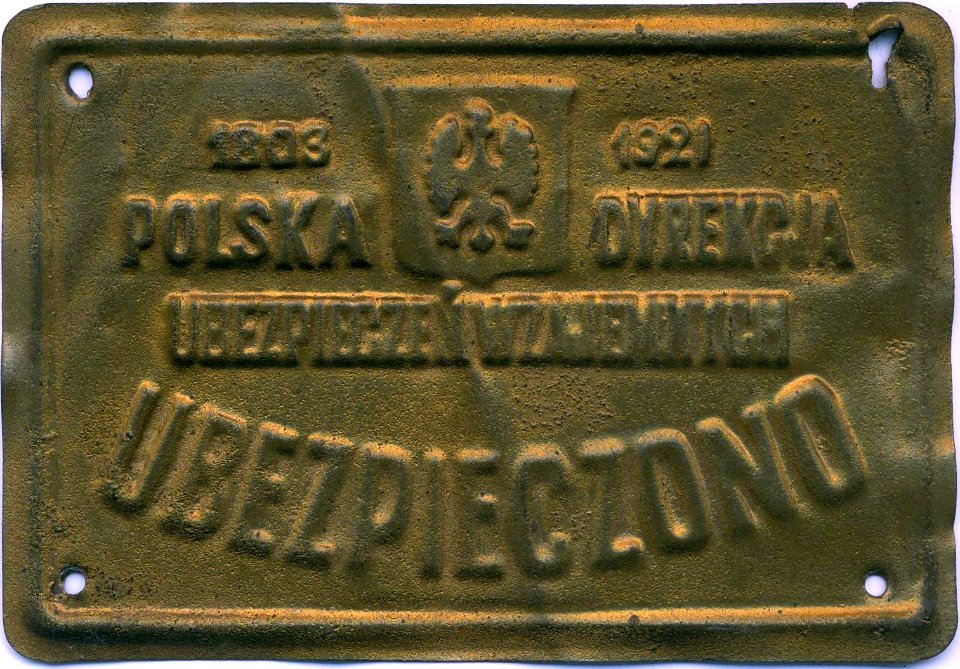 1803 1921
POLSKA DYREKCJA
UBEZPIECZEŃ WZAJEMNYCH
UBEZPIECZONO